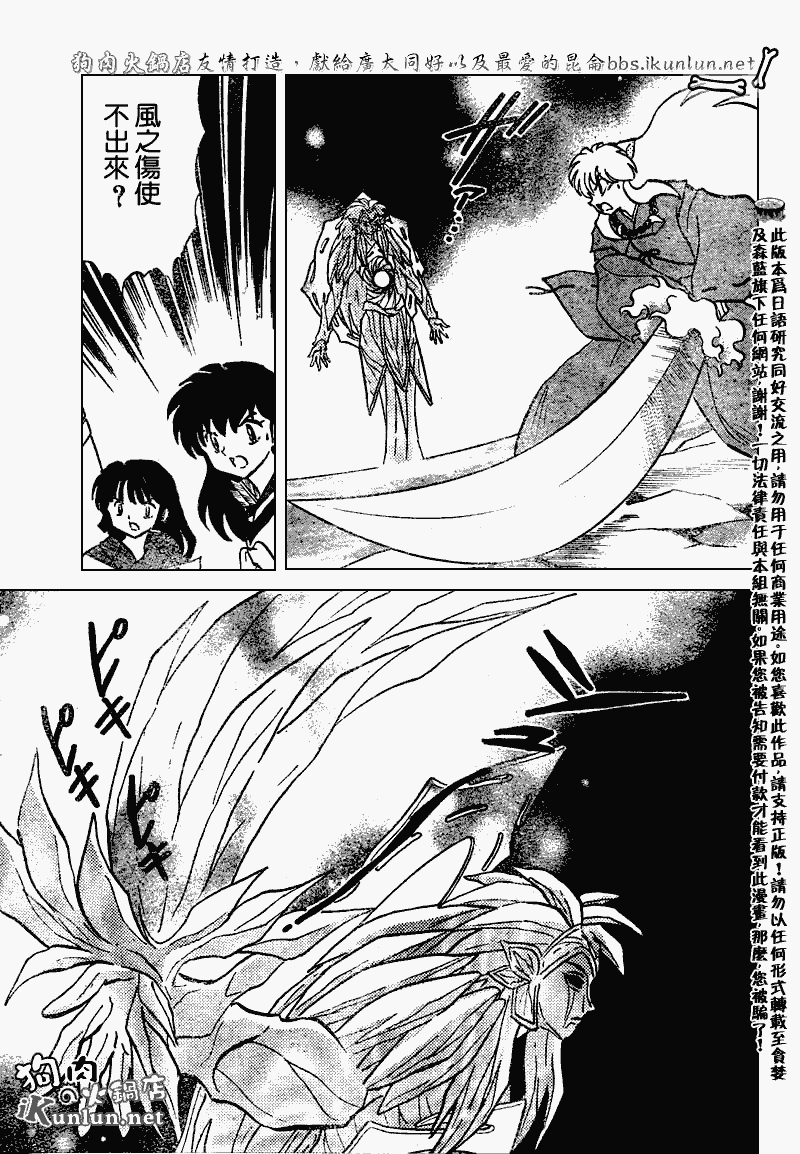 狗肉火鍋店友情打造，獻給廣大同好以及最愛的昆侖bbs.ikunlun.net
風之傷使
不出來？
此版本爲日語研究同好交流之用，請勿用于任何商業用途。如您喜歡此作品，請支持正版！請勿以任何形式轉載至貪婪
及森藍旗下任何網站，謝謝！一切法律責任與本組無關。如果您被告知需要付款才能看到此漫畫，那麼，您被騙了！
ピキ
ピキ
パキ
狗肉の火鍋店
iKunlun.net